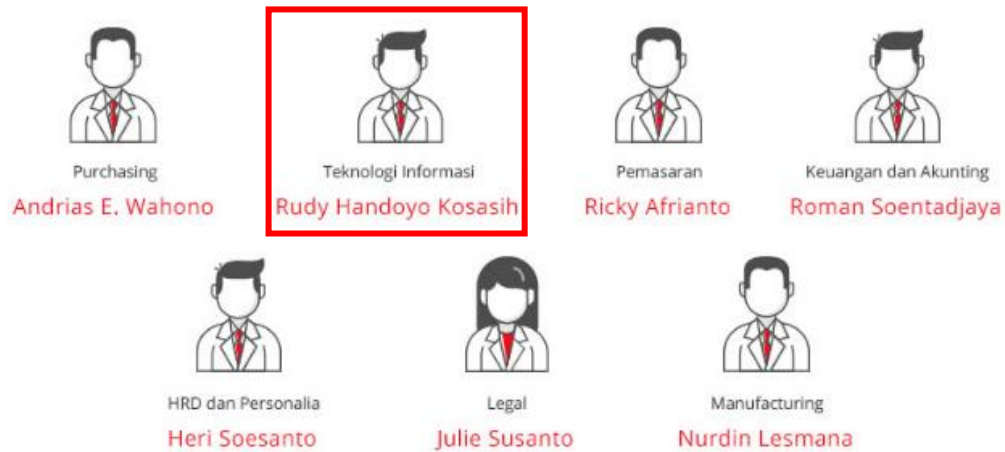 Purchasing
Andrias E. Wahono
Teknologi Informasi
Rudy Handoyo Kosasih
Pemasaran
Ricky Afrianto
Keuangan dan Akunting
Roman Soentadjaya
HRD dan Personalia
Heri Soesanto
Legal
Julie Susanto
Manufacturing
Nurdin Lesmana